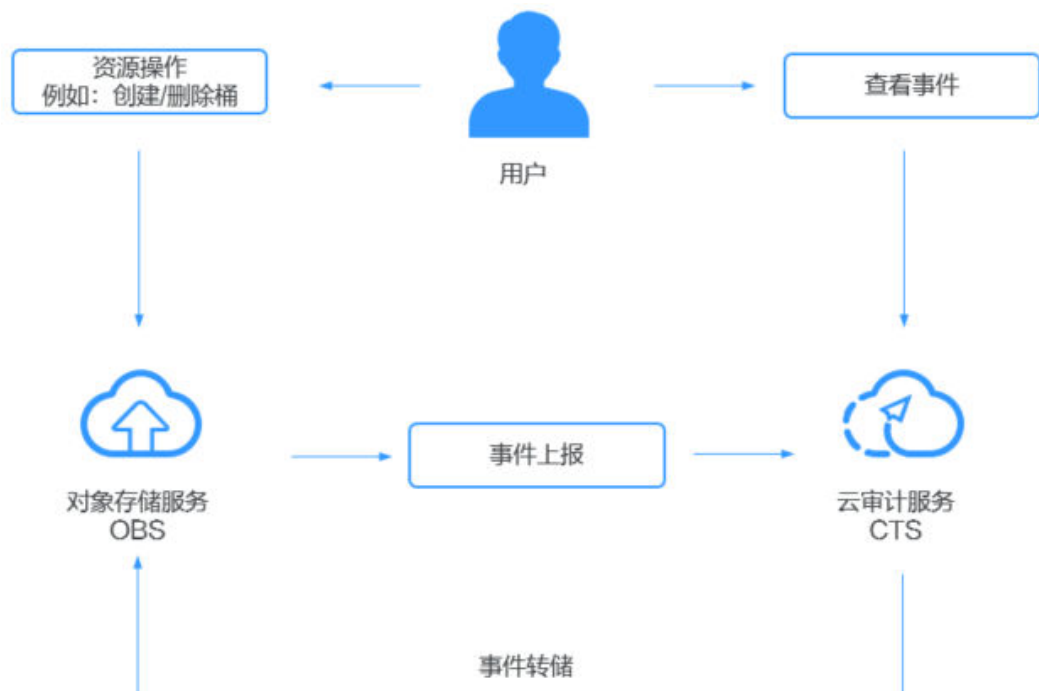 资源操作
例如：创建/删除桶
查看事件
用户
事件上报
对象存储服务
OBS
云审计服务
CTS
事件转储